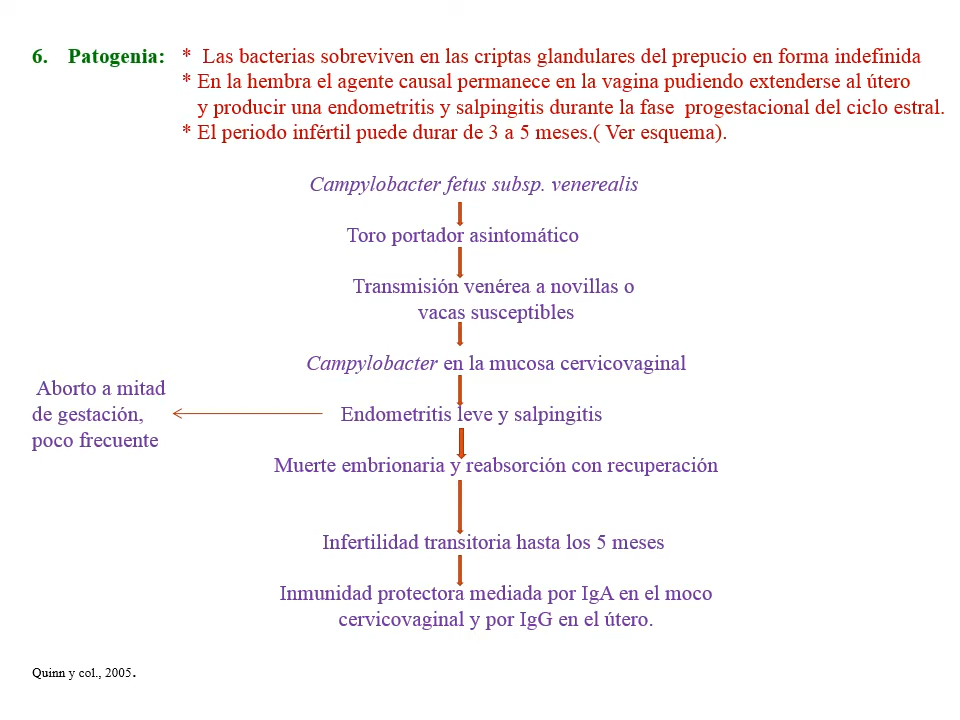 6. Patogenia: * Las bacterias sobreviven en las criptas glandulares del prepucio en forma indefinida
* En la hembra el agente causal permanece en la vagina pudiendo extenderse al útero
y producir una endometritis y salpingitis durante la fase progestacional del ciclo estral.
* El periodo infértil puede durar de 3 a 5 meses.( Ver esquema).
Campylobacter fetus subsp. venerealis
Toro portador asintomático
Transmisión venérea a novillas o
vacas susceptibles
Campylobacter en la mucosa cervicovaginal
Aborto a mitad
de gestación,
poco frecuente
Endometritis leve y salpingitis
Muerte embrionaria y reabsorción con recuperación
Infertilidad transitoria hasta los 5 meses
Inmunidad protectora mediada por IgA en el moco
cervicovaginal y por IgG en el útero.
Quinn y col., 2005.